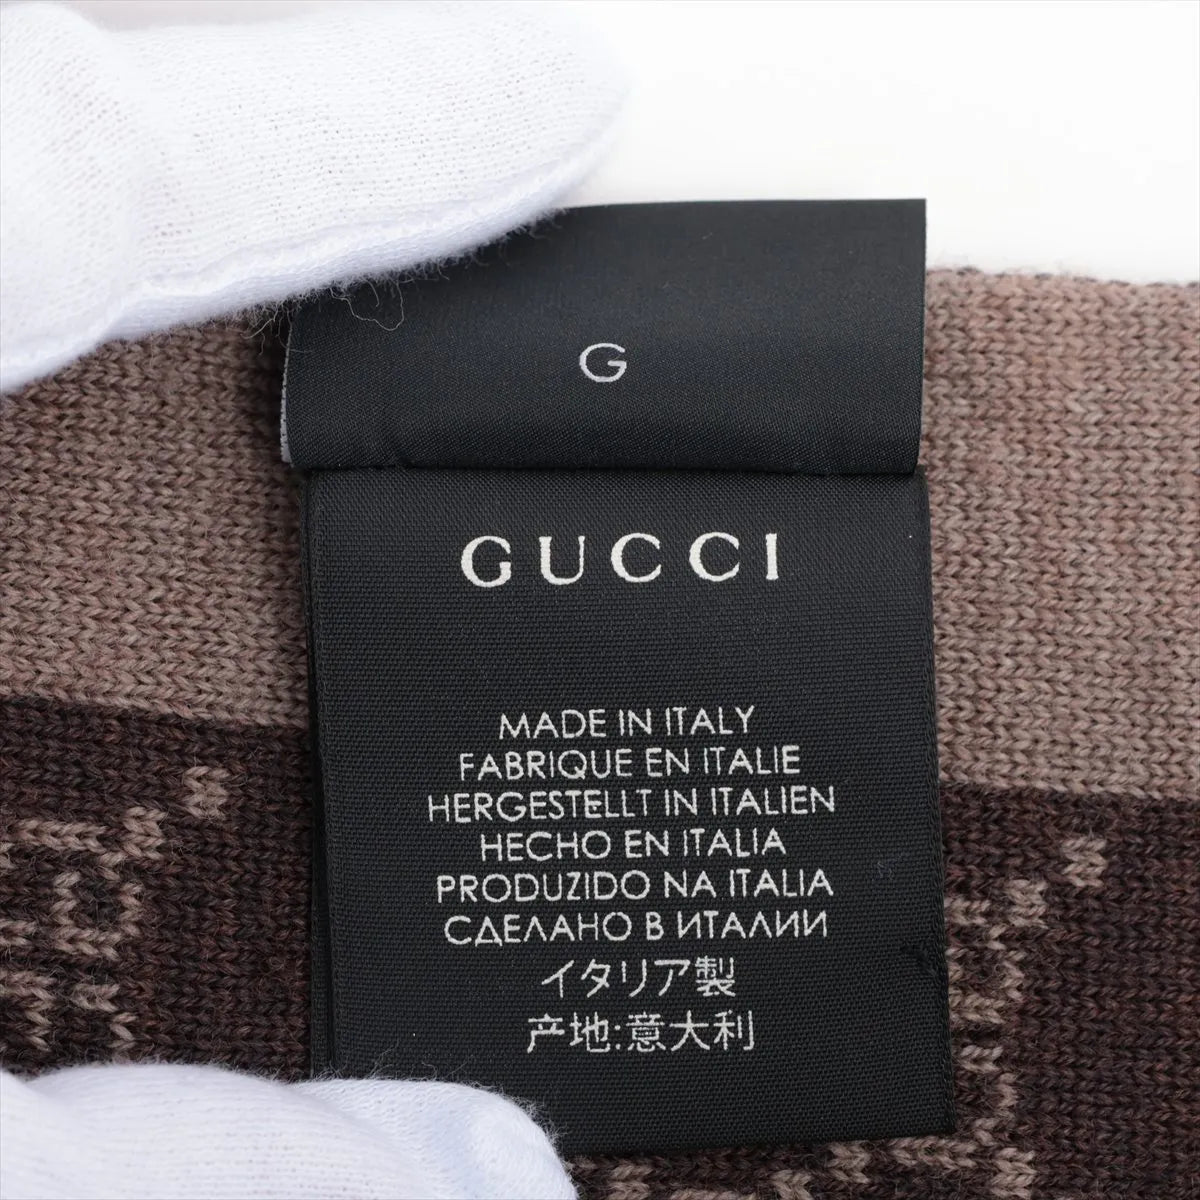 G
GUCCI
MADE IN ITALY
FABRIQUE EN ITALIE
HERGESTELLT IN ITALIEN
HECHO EN ITALIA
PRODUZIDO NA ITALIA
СДЕЛАНО В ИТАЛИИ
イタリア製
产地:意大利